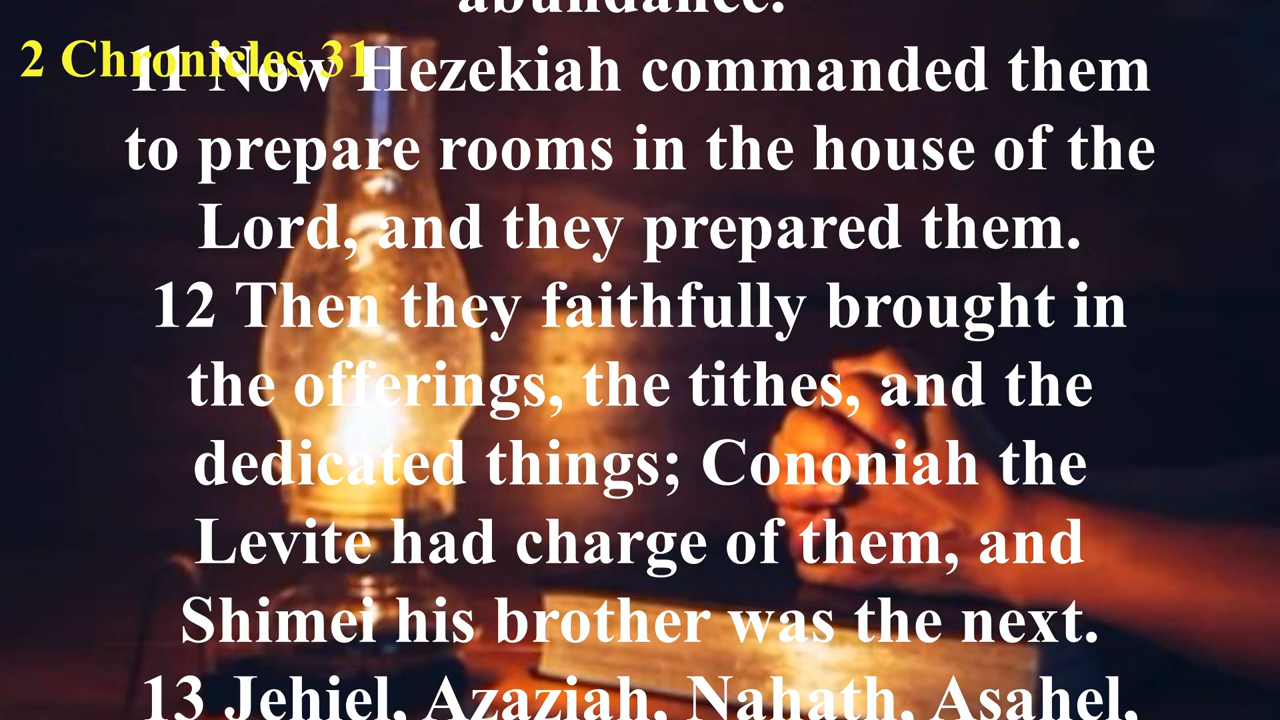 abundance.
2 Chronicles 31
11 Now Hezekiah commanded them
to prepare rooms in the house of the
Lord, and they prepared them.
12 Then they faithfully brought in
the offerings, the tithes, and the
dedicated things; Cononiah the
Levite had charge of them, and
Shimei his brother was the next.
13 Jehiel, Azaziah, Nahath, Asahel,